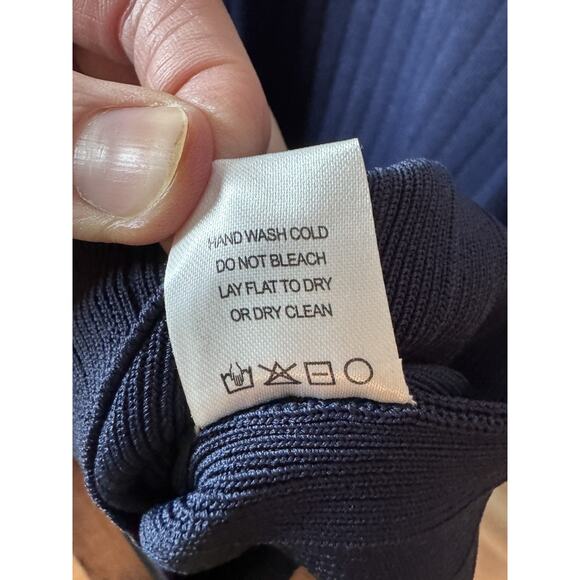 HAND WASH COLD
DO NOT BLEACH
LAY FLAT TO DRY
OR DRY CLEAN